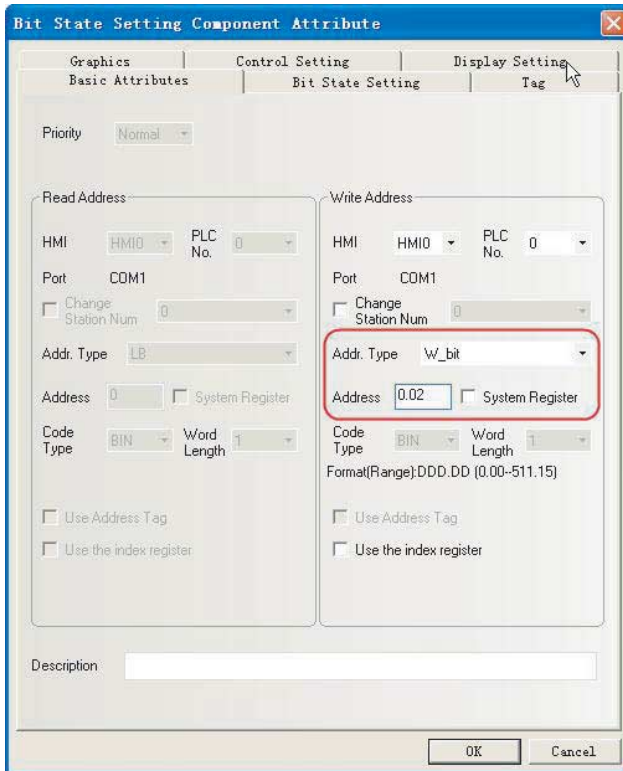 Bit State Setting Component Attribute
Graphics Control Setting Display Setting
Basic Attributes Bit State Setting Tag
Priority Normal
Read Address
HMI HMI0 PLC No. 0
Port COM1
Change Station Num 0
Addr. Type LB
Address 0 System Register
Code Type BIN Word Length 1
Use Address Tag
Use the index register
Write Address
HMI HMI0 PLC No. 0
Port COM1
Change Station Num 0
Addr. Type W_bit
Address 0.02 System Register
Code Type BIN Word Length 1
Format(Range):DDD.DD (0.00--511.15)
Use Address Tag
Use the index register
Description
OK Cancel